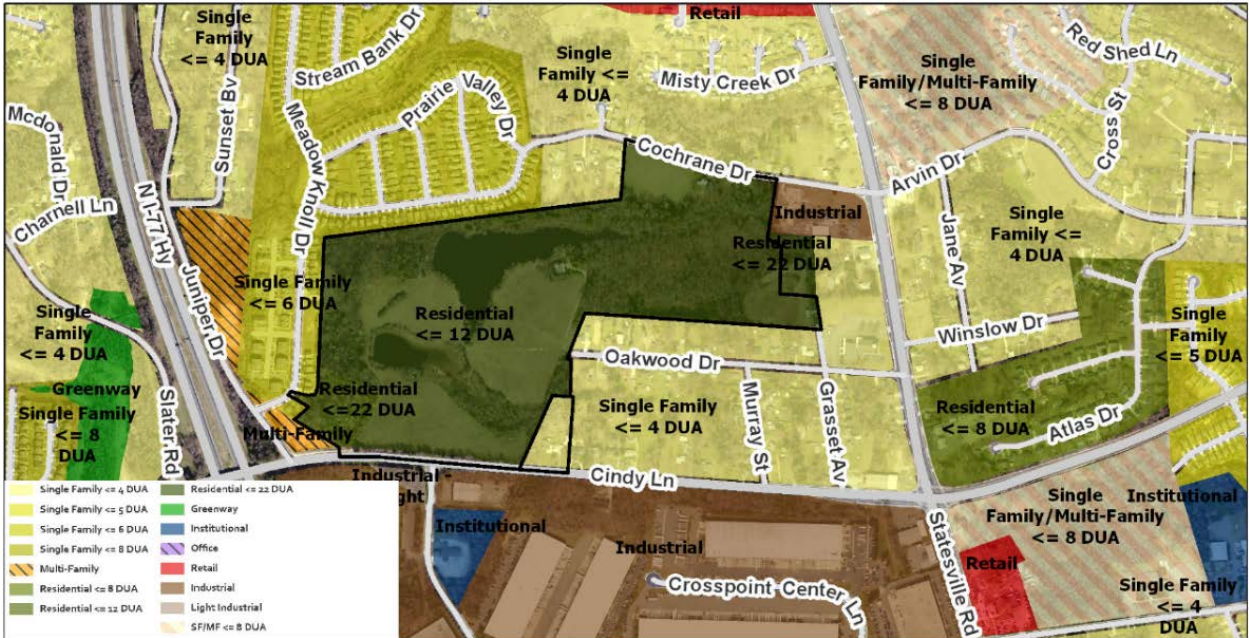 Single
Family
<= 4 DUA
Stream Bank Dr
Retail
Single
Family <=
4 DUA
Misty Creek Dr
Single
Family/Multi-Family
<= 8 DUA
Red Shed Ln
Cross St
Mcdonald Dr
Charnell Ln
N I-77 Hy
Sunset Bv
Meadow Knoll Dr
Prairie Valley Dr
Cochrane Dr
Arvin Dr
Industrial
Residential
<= 22 DUA
Jane Av
Single
Family <=
4 DUA
Juniper Dr
Single Family
<= 6 DUA
Residential
<= 12 DUA
Single
Family
<= 4 DUA
Winslow Dr
Single
Family
<= 5 DUA
Oakwood Dr
Greenway
Single Family
<= 8
DUA
Slater Rd
Residential
<=22 DUA
Multi-Family
Single Family
<= 4 DUA
Murray St
Grasset Av
Residential
<= 8 DUA
Atlas Dr
Cindy Ln
Industrial -
ght
Institutional
Industrial
Crosspoint Center Ln
Statesville Rd
Single
Family/Multi-Family
<= 8 DUA
Institutional
Retail
Single
Family
<= 4
DUA
Single Family <= 4 DUA
Single Family <= 5 DUA
Single Family <= 6 DUA
Single Family <= 8 DUA
Multi-Family
Residential <= 8 DUA
Residential <= 12 DUA
Residential <= 22 DUA
Greenway
Institutional
Office
Retail
Industrial
Light Industrial
SF/MF <= 8 DUA